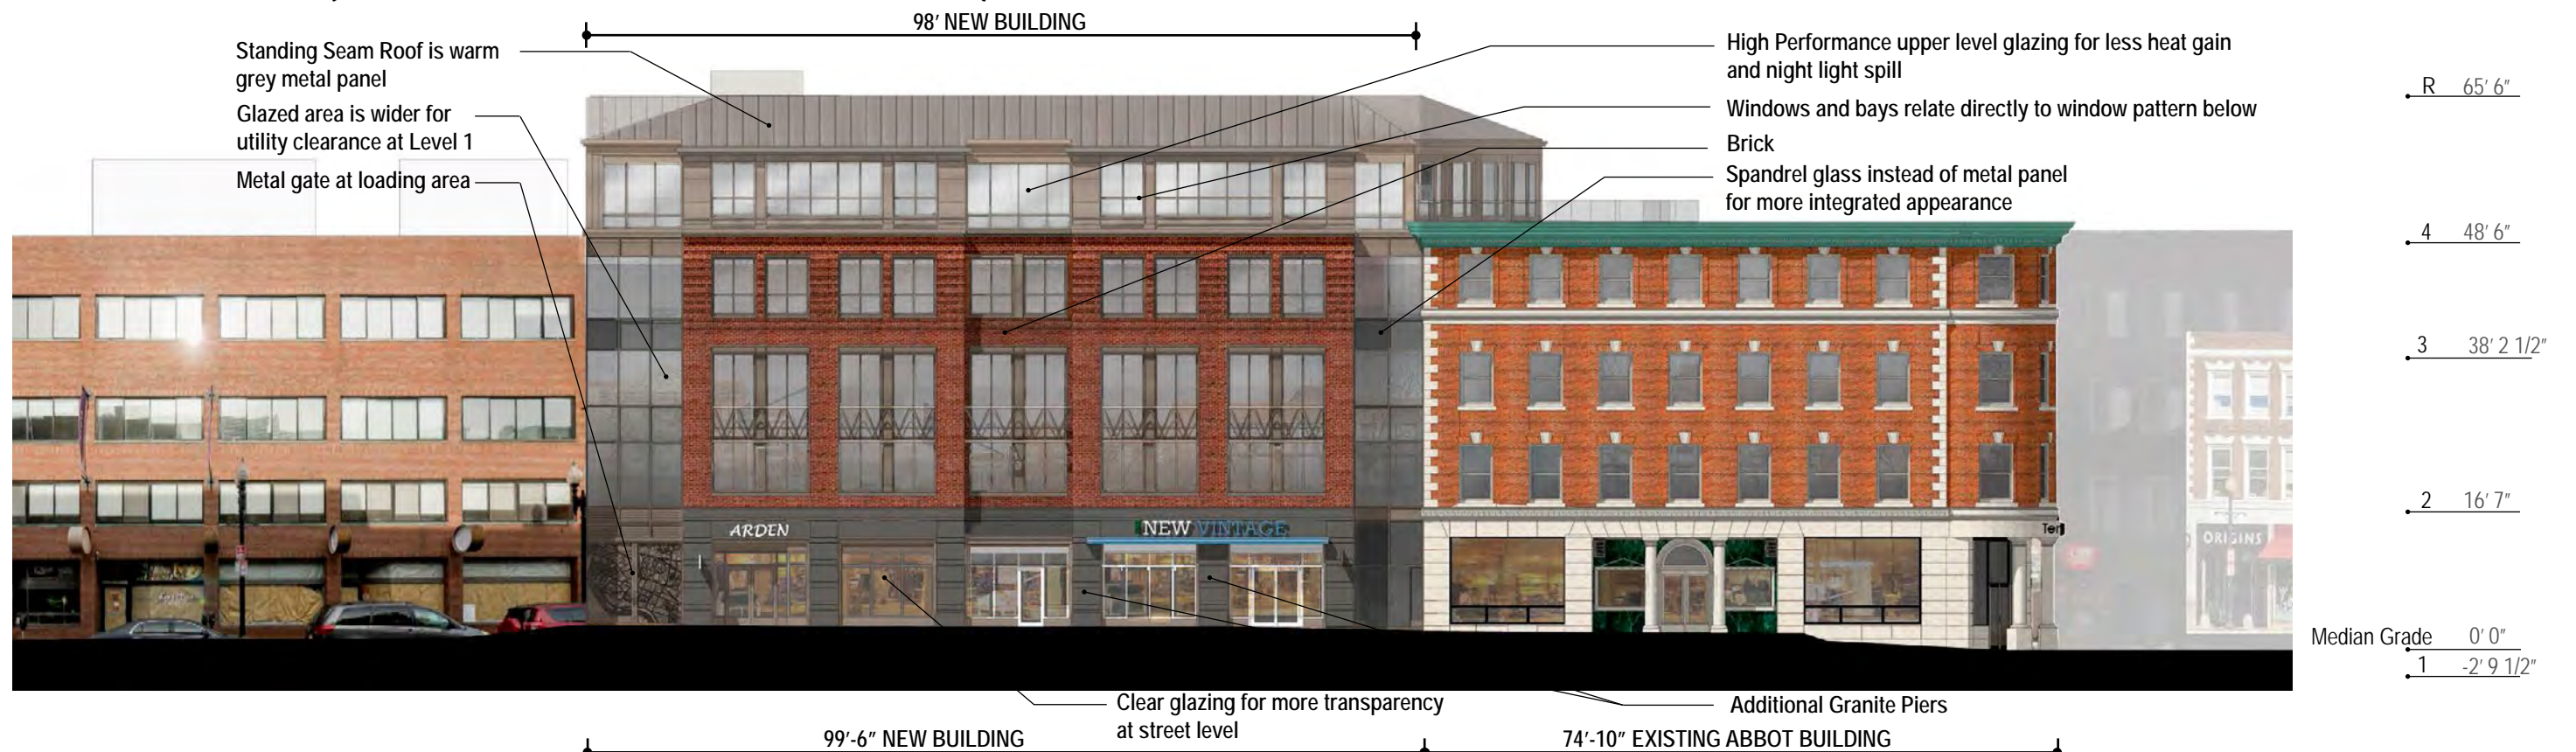 98' NEW BUILDING
Standing Seam Roof is warm
grey metal panel
Glazed area is wider for
utility clearance at Level 1
Metal gate at loading area
High Performance upper level glazing for less heat gain
and night light spill
Windows and bays relate directly to window pattern below
Brick
Spandrel glass instead of metal panel
for more integrated appearance
R 65' 6"
4 48' 6"
3 38' 2 1/2"
2 16' 7"
Median Grade 0' 0"
1 -2' 9 1/2"
ARDEN
NEW VINTAGE
ORIGINS
Clear glazing for more transparency
at street level
Additional Granite Piers
99'-6" NEW BUILDING
74'-10" EXISTING ABBOT BUILDING